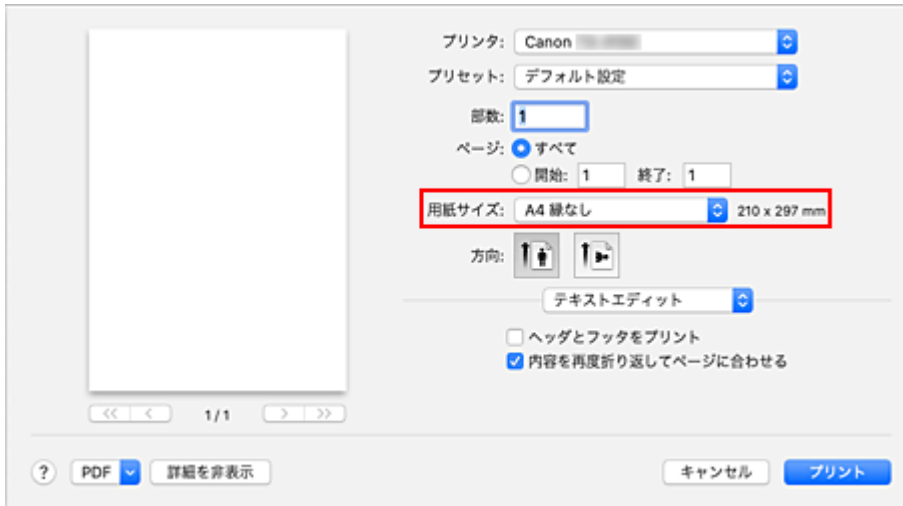 プリンタ: Canon
プリセット: デフォルト設定
部数: 1
ページ: すべて
開始: 1 終了: 1
用紙サイズ: A4 縁なし 210 x 297 mm
方向:
テキストエディット
ヘッダとフッタをプリント
内容を再度折り返してページに合わせる
<< < 1/1 > >>
? PDF 詳細を非表示 キャンセル プリント